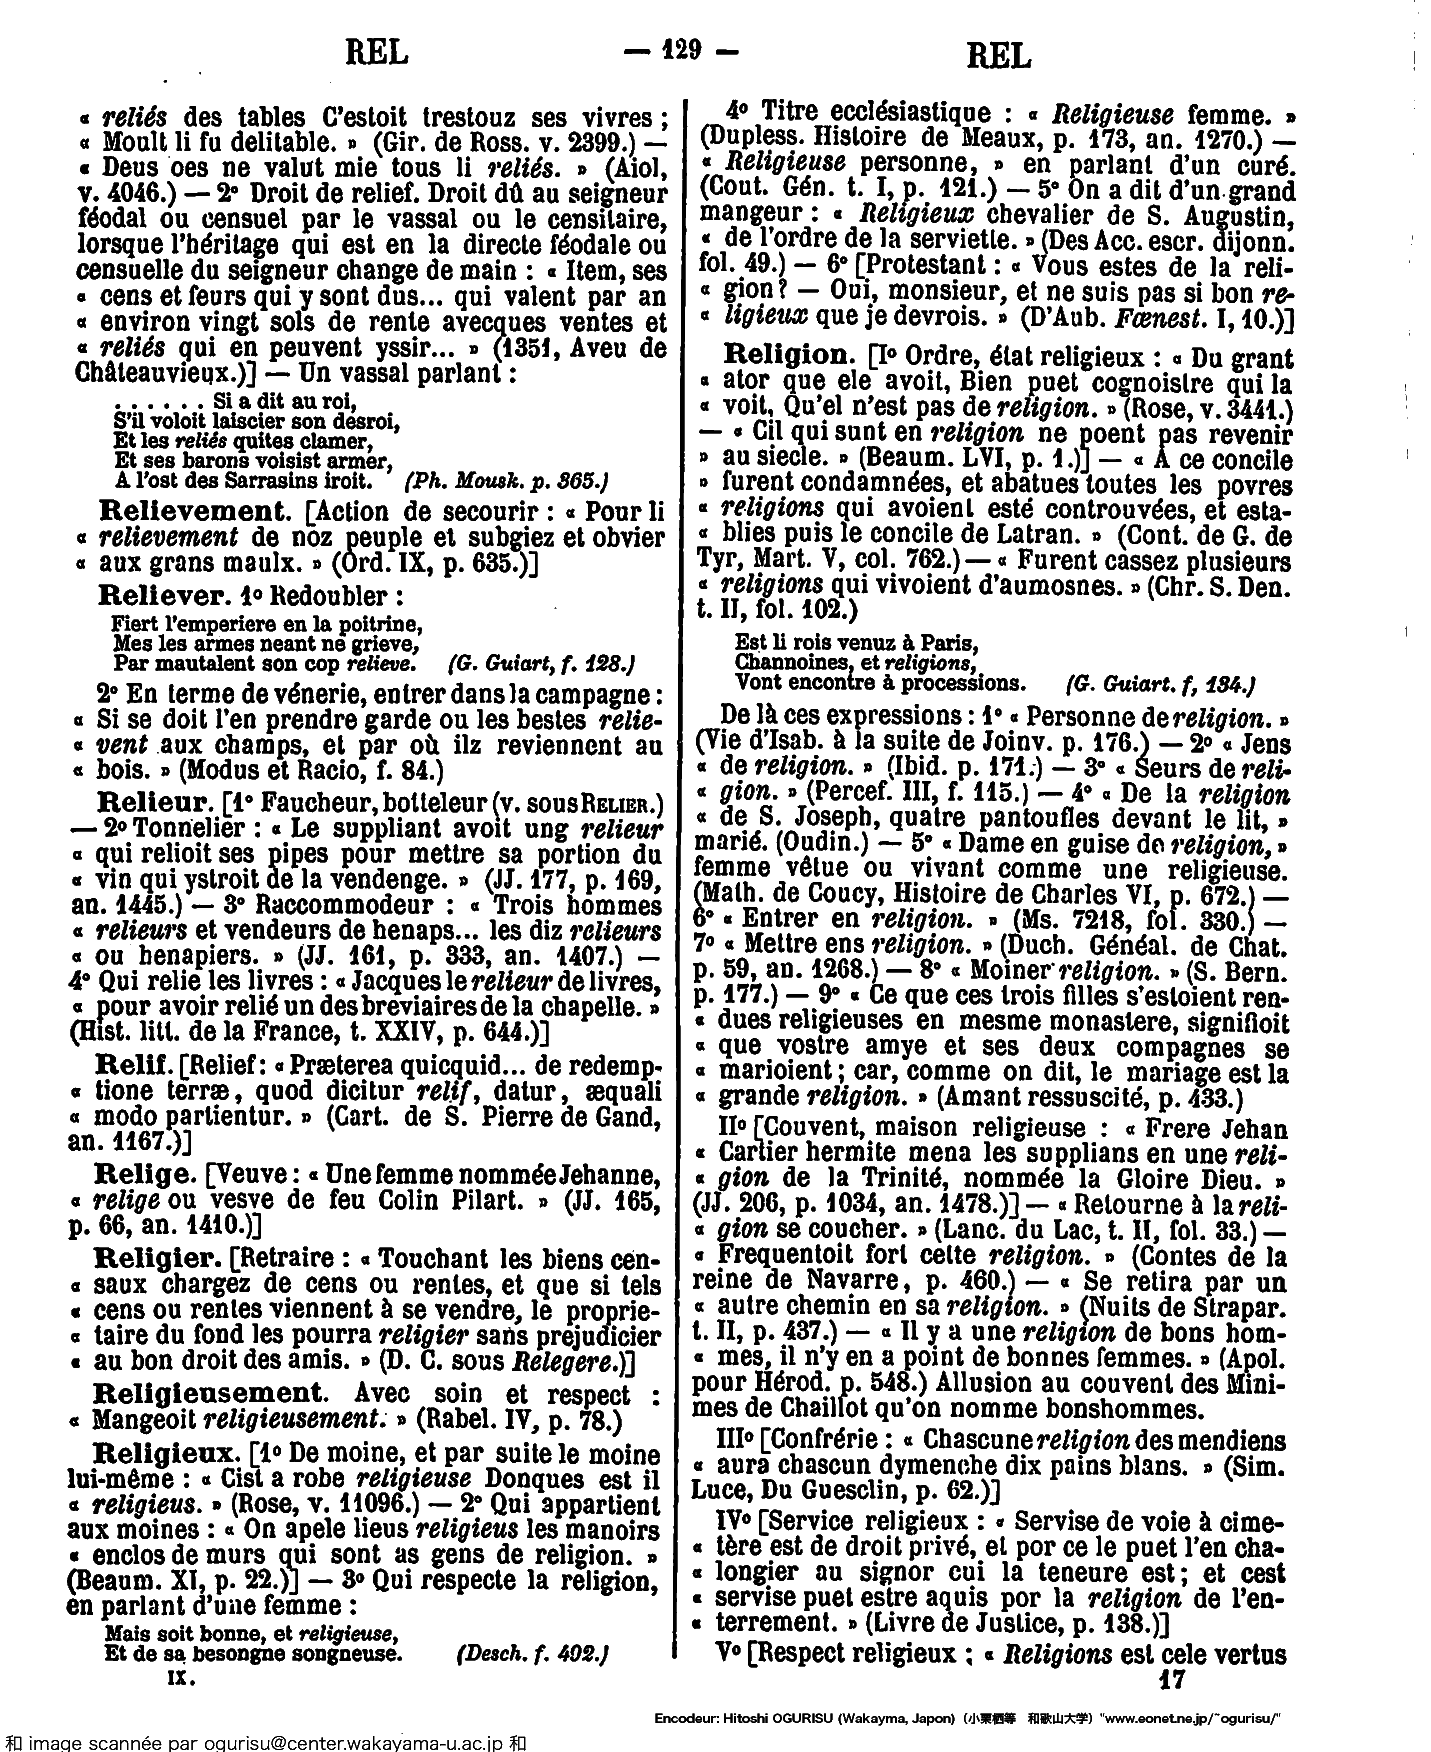 REL — 129 — REL
« reliés des tables C'estoit trestouz ses vivres ;
« Moult li fu delitable. » (Gir. de Ross. v. 2399.) —
« Deus oes ne valut mie tous li reliés. » (Aiol,
v. 4046.) — 2° Droit de relief. Droit dû au seigneur
féodal ou censuel par le vassal ou le censitaire,
lorsque l'héritage qui est en la directe féodale ou
censuelle du seigneur change de main : « Item, ses
« cens et feurs qui y sont dus... qui valent par an
« environ vingt sols de rente avecques ventes et
« reliés qui en peuvent yssir... » (1351, Aveu de
Châteauvieux.)] — Un vassal parlant :
. . . . . . Si a dit au roi,
S'il voloit laiscier son desroi,
Et les reliés quites clamer,
Et ses barons voisist armer,
A l'ost des Sarrasins iroit. (Ph. Mousk. p. 365.)
Relievement. [Action de secourir : « Pour li
« relievement de noz peuple et subgiez et obvier
« aux grans maulx. » (Ord. IX, p. 635.)]
Reliever. 1° Redoubler :
Fiert l'emperiere en la poitrine,
Mes les armes neant ne grieve,
Par mautalent son cop relieve. (G. Guiart, f. 128.)
2° En terme de vénerie, entrer dans la campagne :
« Si se doit l'en prendre garde ou les bestes relie-
« vent aux champs, et par où ilz reviennent au
« bois. » (Modus et Racio, f. 84.)
Relieur. [1° Faucheur, botteleur (v. sous RELIER.)
— 2° Tonnelier : « Le suppliant avoit ung relieur
« qui relioit ses pipes pour mettre sa portion du
« vin qui ystroit de la vendenge. » (JJ. 177, p. 169,
an. 1445.) — 3° Raccommodeur : « Trois hommes
« relieurs et vendeurs de henaps... les diz relieurs
« ou henapiers. » (JJ. 161, p. 333, an. 1407.) —
4° Qui relie les livres : « Jacques le relieur de livres,
« pour avoir relié un des breviaires de la chapelle. »
(Hist. litt. de la France, t. XXIV, p. 644.)]
Relif. [Relief : « Præterea quicquid... de redemp-
« tione terræ, quod dicitur relif, datur, æquali
« modo partientur. » (Cart. de S. Pierre de Gand,
an. 1167.)]
Relige. [Veuve : « Une femme nommée Jehanne,
« relige ou vesve de feu Colin Pilart. » (JJ. 165,
p. 66, an. 1410.)]
Religier. [Retraire : « Touchant les biens cen-
« saux chargez de cens ou rentes, et que si tels
« cens ou rentes viennent à se vendre, le proprie-
« taire du fond les pourra religier sans prejudicier
« au bon droit des amis. » (D. C. sous Relegere.)]
Religieusement. Avec soin et respect :
« Mangeoit religieusement. » (Rabel. IV, p. 78.)
Religieux. [1° De moine, et par suite le moine
lui-même : « Cist a robe religieuse Donques est il
« religieus. » (Rose, v. 11096.) — 2° Qui appartient
aux moines : « On apele lieus religieus les manoirs
« enclos de murs qui sont as gens de religion. »
(Beaum. XI, p. 22.)] — 3° Qui respecte la religion,
en parlant d'une femme :
Mais soit bonne, et religieuse,
Et de sa besongne songneuse. (Desch. f. 402.)
IX.
4° Titre ecclésiastique : « Religieuse femme. »
(Dupless. Histoire de Meaux, p. 173, an. 1270.) —
« Religieuse personne, » en parlant d'un curé.
(Cout. Gén. t. I, p. 121.) — 5° On a dit d'un grand
mangeur : « Religieux chevalier de S. Augustin,
« de l'ordre de la serviette. » (Des Acc. escr. dijonn.
fol. 49.) — 6° [Protestant : « Vous estes de la reli-
« gion ? — Oui, monsieur, et ne suis pas si bon re-
« ligieux que je devrois. » (D'Aub. Fœnest. I, 10.)]
Religion. [I° Ordre, état religieux : « Du grant
« ator que ele avoit, Bien puet cognoistre qui la
« voit, Qu'el n'est pas de religion. » (Rose, v. 3441.)
— « Cil qui sunt en religion ne poent pas revenir
» au siecle. » (Beaum. LVI, p. 1.)] — « A ce concile
» furent condamnées, et abatues toutes les povres
« religions qui avoient esté controuvées, et esta-
« blies puis le concile de Latran. » (Cont. de G. de
Tyr, Mart. V, col. 762.) — « Furent cassez plusieurs
« religions qui vivoient d'aumosnes. » (Chr. S. Den.
t. II, fol. 102.)
Est li rois venuz à Paris,
Channoines, et religions,
Vont encontre à processions. (G. Guiart. f, 134.)
De là ces expressions : 1° « Personne de religion. »
(Vie d'Isab. à la suite de Joinv. p. 176.) — 2° « Jens
« de religion. » (Ibid. p. 171.) — 3° « Seurs de reli-
« gion. » (Percef. III, f. 115.) — 4° « De la religion
« de S. Joseph, quatre pantoufles devant le lit, »
marié. (Oudin.) — 5° « Dame en guise de religion, »
femme vêtue ou vivant comme une religieuse.
(Math. de Coucy, Histoire de Charles VI, p. 672.) —
6° « Entrer en religion. » (Ms. 7218, fol. 330.) —
7° « Mettre ens religion. » (Duch. Généal. de Chat.
p. 59, an. 1268.) — 8° « Moiner religion. » (S. Bern.
p. 177.) — 9° « Ce que ces trois filles s'estoient ren-
« dues religieuses en mesme monastere, signifioit
« que vostre amye et ses deux compagnes se
« marioient ; car, comme on dit, le mariage est la
« grande religion. » (Amant ressuscité, p. 433.)
II° [Couvent, maison religieuse : « Frere Jehan
« Cartier hermite mena les supplians en une reli-
« gion de la Trinité, nommée la Gloire Dieu. »
(JJ. 206, p. 1034, an. 1478.)] — « Retourne à la reli-
« gion se coucher. » (Lanc. du Lac, t. II, fol. 33.) —
« Frequentoit fort cette religion. » (Contes de la
reine de Navarre, p. 460.) — « Se retira par un
« autre chemin en sa religion. » (Nuits de Strapar.
t. II, p. 437.) — « Il y a une religion de bons hom-
« mes, il n'y en a point de bonnes femmes. » (Apol.
pour Hérod. p. 548.) Allusion au couvent des Mini-
mes de Chaillot qu'on nomme bonshommes.
III° [Confrérie : « Chascune religion des mendiens
« aura chascun dymenche dix pains blans. » (Sim.
Luce, Du Guesclin, p. 62.)]
IV° [Service religieux : « Servise de voie à cime-
« tère est de droit privé, et por ce le puet l'en cha-
« longier au signor cui la teneure est ; et cest
« servise puet estre aquis por la religion de l'en-
« terrement. » (Livre de Justice, p. 138.)]
V° [Respect religieux ; « Religions est cele vertus
17
Encodeur: Hitoshi OGURISU (Wakayma, Japon) (小栗栖等 和歌山大学) "www.eonet.ne.jp/~ogurisu/"
和 image scannée par ogurisu@center.wakayama-u.ac.jp 和